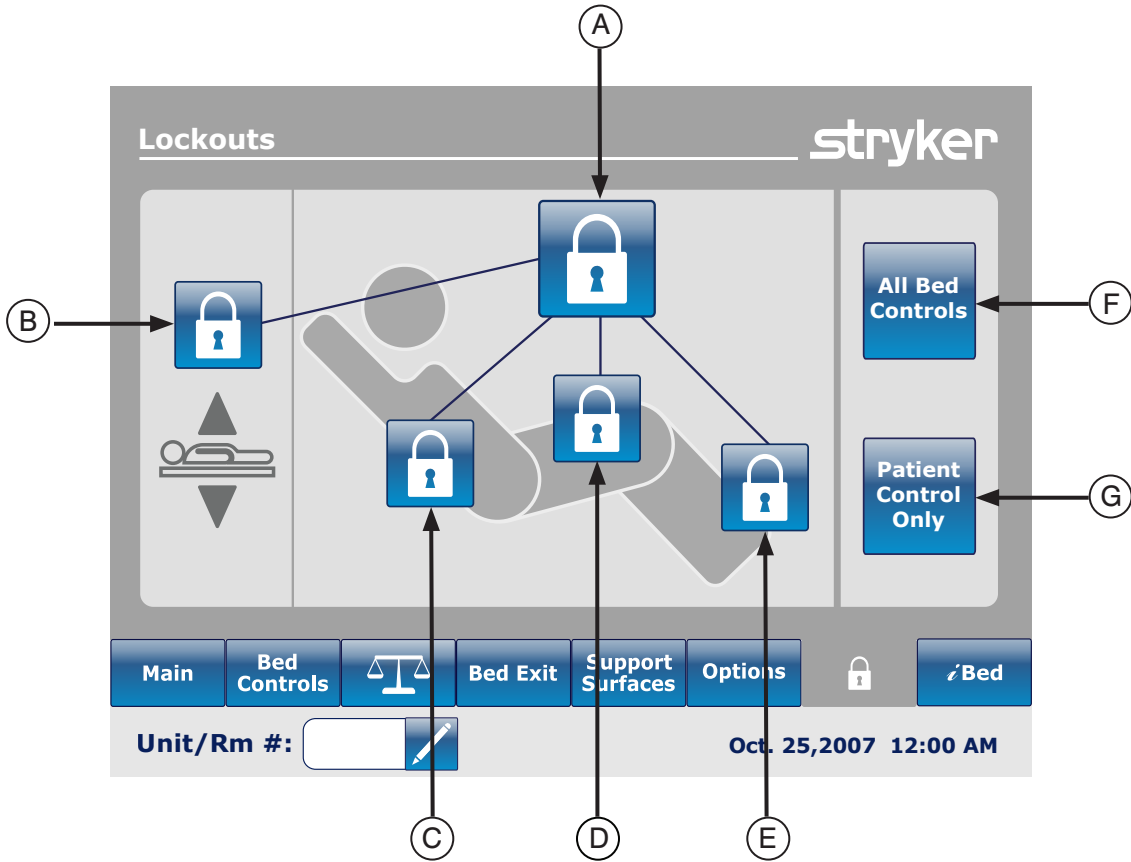 A
Lockouts
stryker
B
All Bed
Controls
F
Patient
Control
Only
G
Main
Bed
Controls
Bed Exit
Support
Surfaces
Options
iBed
Unit/Rm #:
Oct. 25,2007 12:00 AM
C
D
E